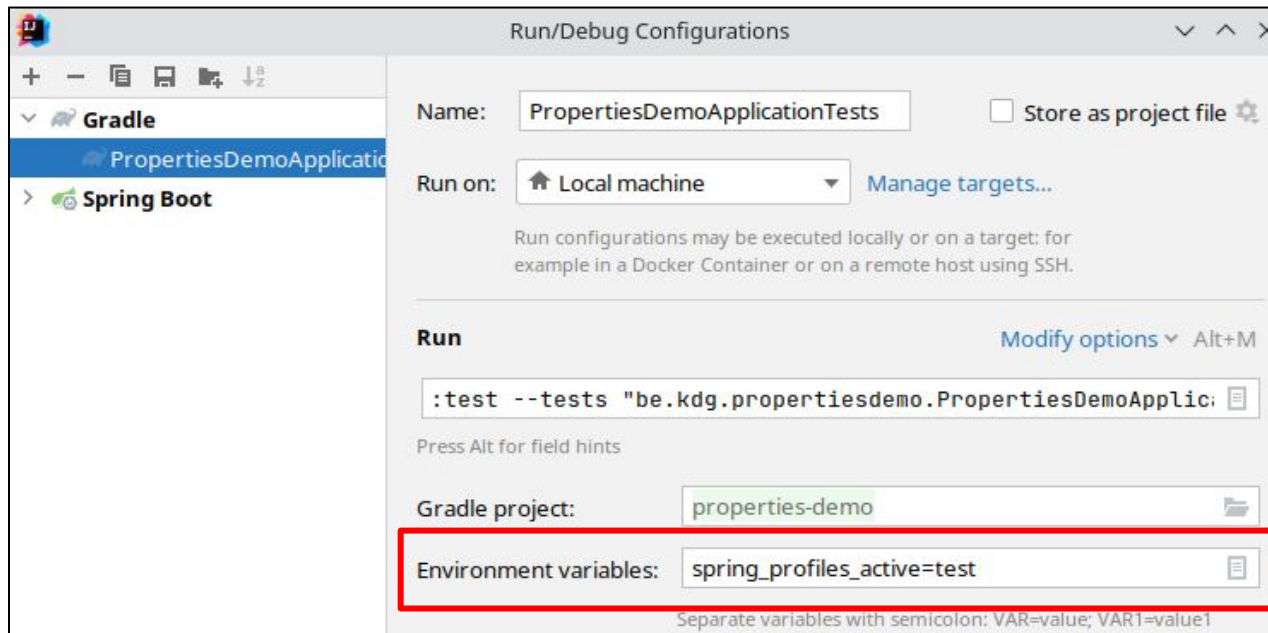 Run/Debug Configurations
Gradle
PropertiesDemoApplicatic
Spring Boot
Name: PropertiesDemoApplicationTests Store as project file
Run on: Local machine Manage targets...
Run configurations may be executed locally or on a target: for
example in a Docker Container or on a remote host using SSH.
Run Modify options Alt+M
:test --tests "be.kdg.propertiesdemo.PropertiesDemoApplica
Press Alt for field hints
Gradle project: properties-demo
Environment variables: spring_profiles_active=test
Separate variables with semicolon: VAR=value; VAR1=value1